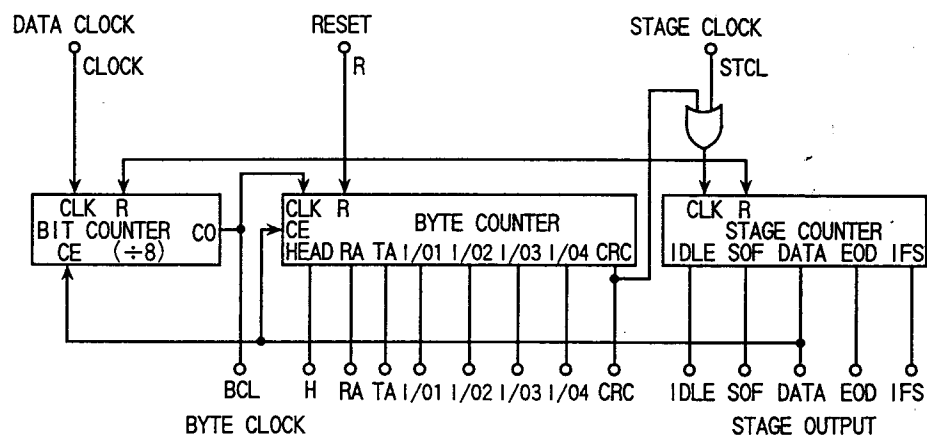 DATA CLOCK RESET STAGE CLOCK
CLOCK R STCL
CLK R CLK R CLK R
BIT COUNTER CO CE BYTE COUNTER STAGE COUNTER
CE (÷8) HEAD RA TA I/01 I/02 I/03 I/04 CRC IDLE SOF DATA EOD IFS
BCL H RA TA I/01 I/02 I/03 I/04 CRC IDLE SOF DATA EOD IFS
BYTE CLOCK STAGE OUTPUT